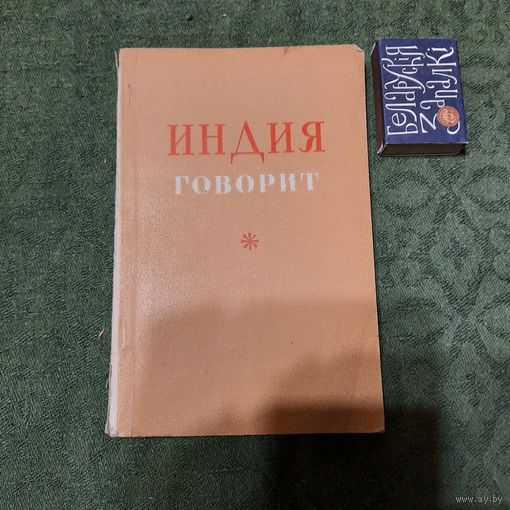 ИНДИЯ
ГОВОРИТ
*
БЕЛАРУСКІЯ
ЗАПАЛКІ
www.ay.by